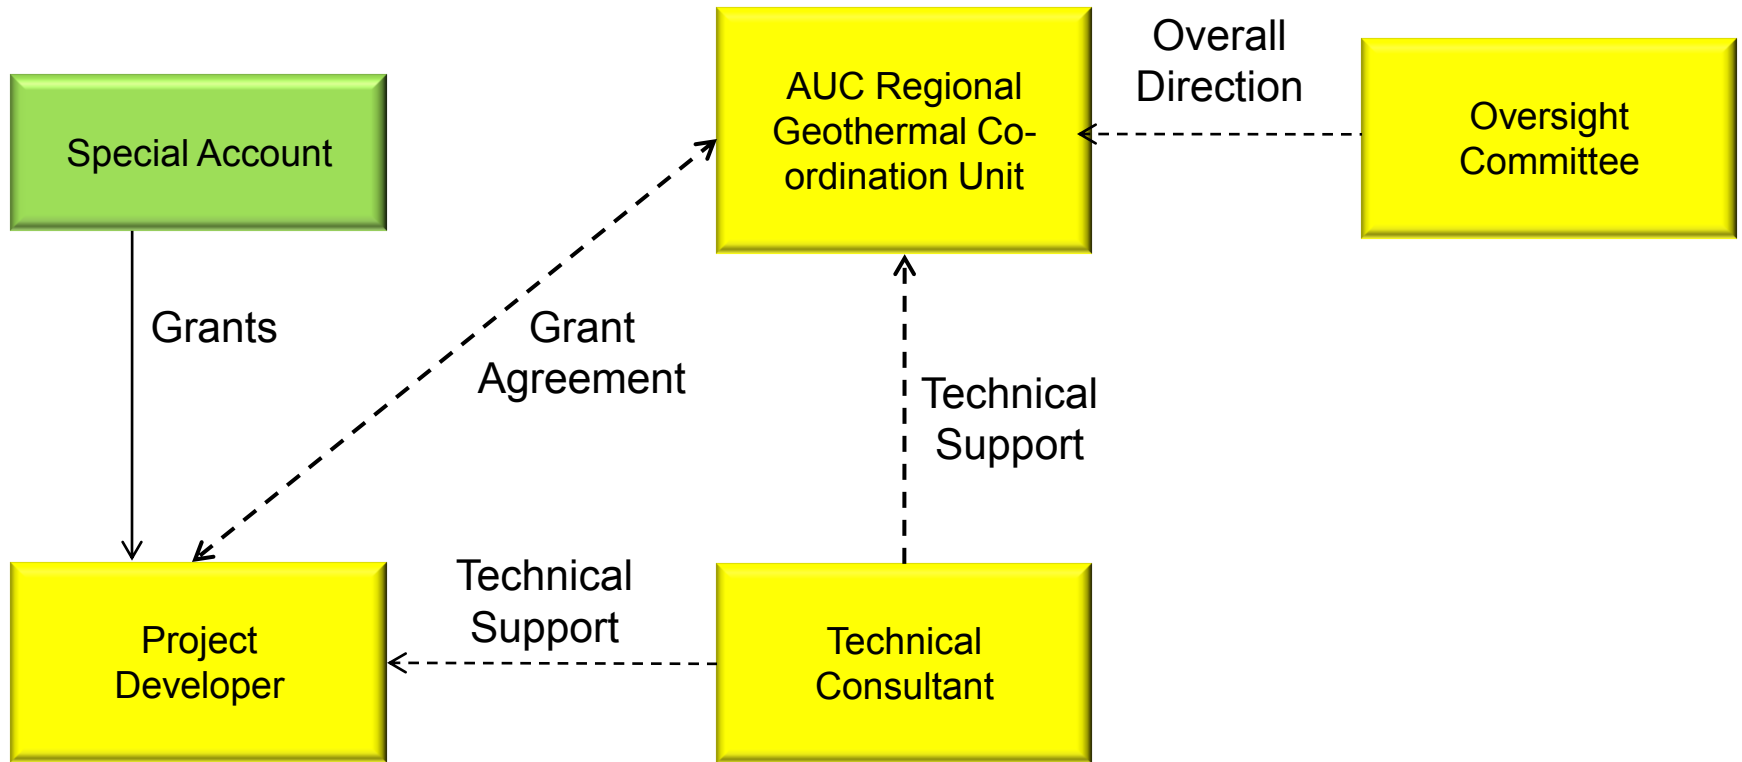 Special Account
AUC Regional
Geothermal Co-
ordination Unit
Overall
Direction
Oversight
Committee
Grants
Grant
Agreement
Technical
Support
Technical
Support
Project
Developer
Technical
Consultant